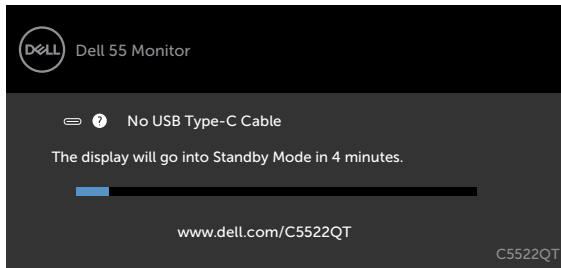 DELL Dell 55 Monitor
? No USB Type-C Cable
The display will go into Standby Mode in 4 minutes.
www.dell.com/C5522QT
C5522QT